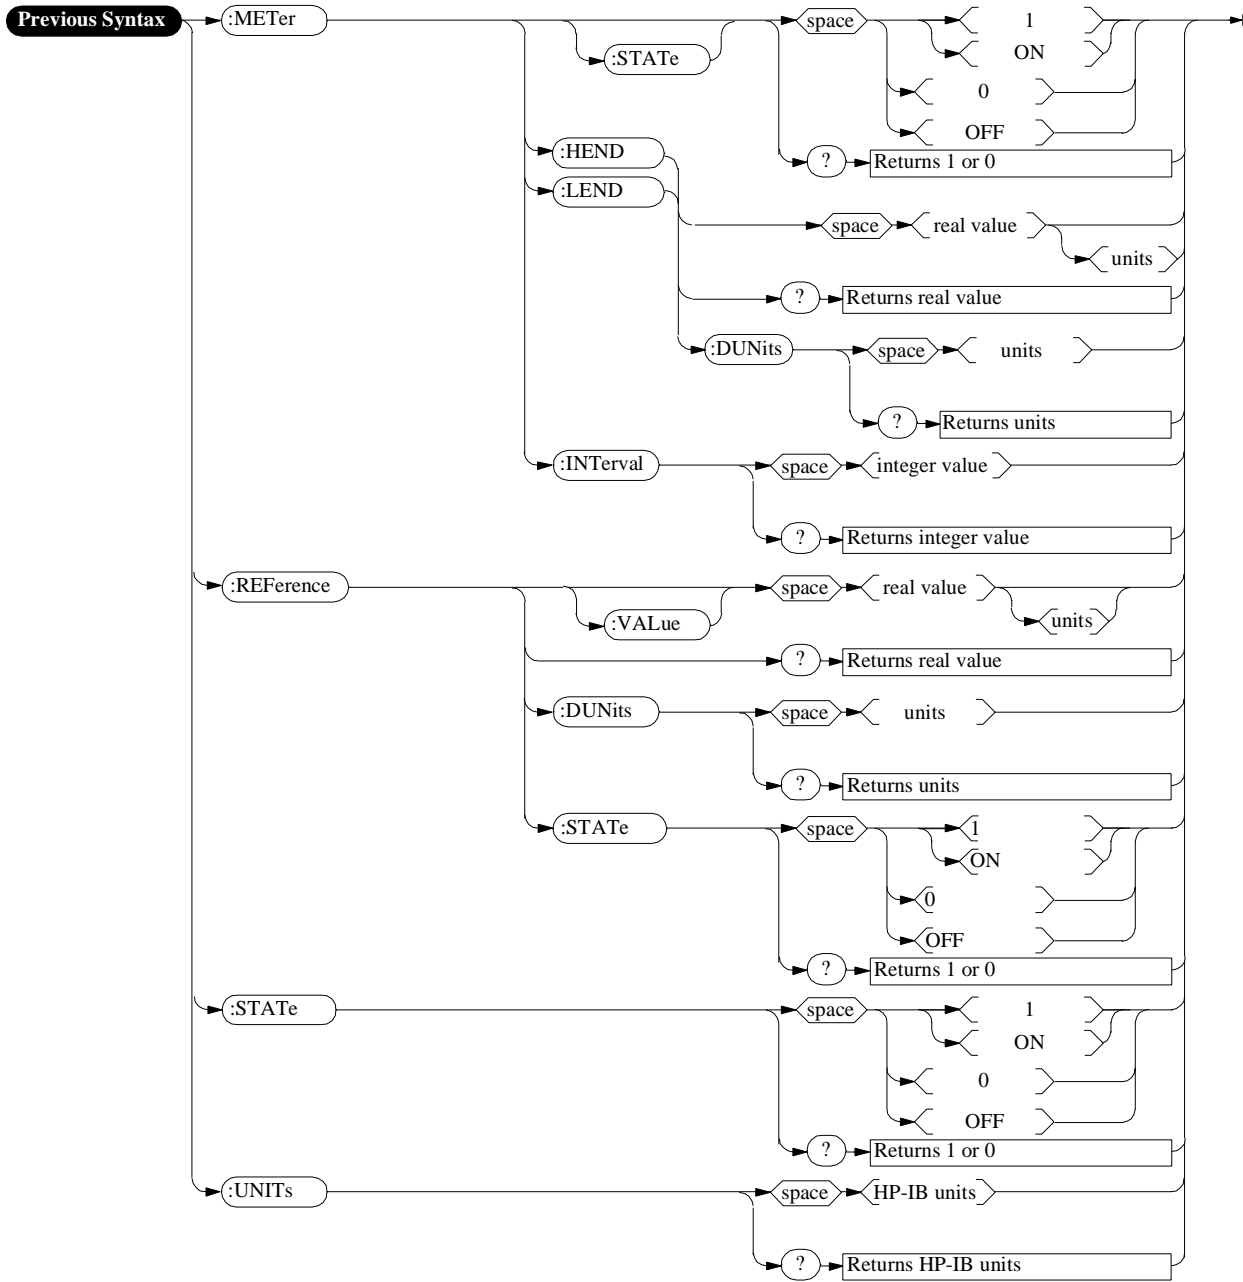 Previous Syntax :METer space 1
:STATe ON
0
OFF
:HEND ? Returns 1 or 0
:LEND
space real value
units
? Returns real value
:DUNits space units
? Returns units
:INTerval space integer value
? Returns integer value
:REFerence space real value
:VALue units
? Returns real value
:DUNits space units
? Returns units
:STATe space 1
ON
0
OFF
? Returns 1 or 0
:STATe space 1
ON
0
OFF
? Returns 1 or 0
:UNITs space HP-IB units
? Returns HP-IB units